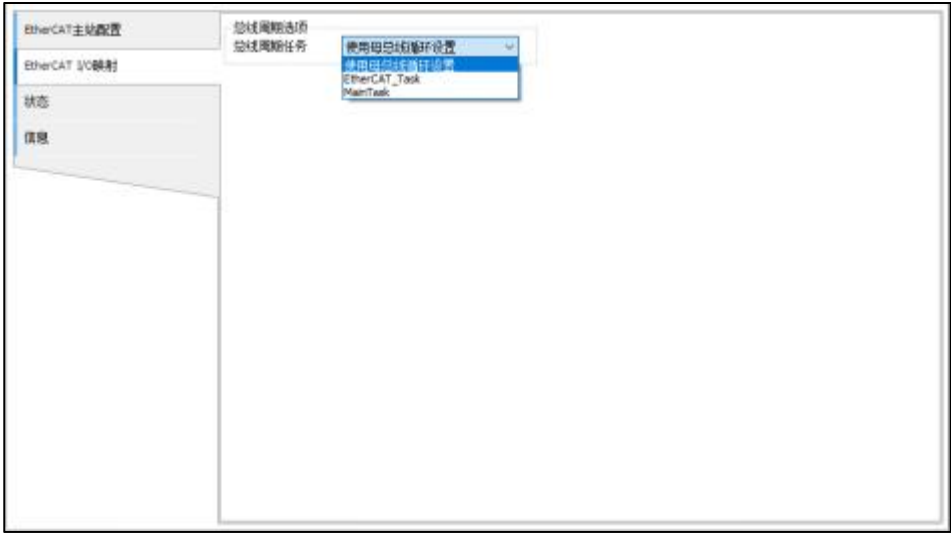 EtherCAT主站配置
EtherCAT I/O映射
状态
信息
总线周期选项
总线周期任务
使用母总线循环设置
使用母总线循环设置
EtherCAT_Task
MainTask